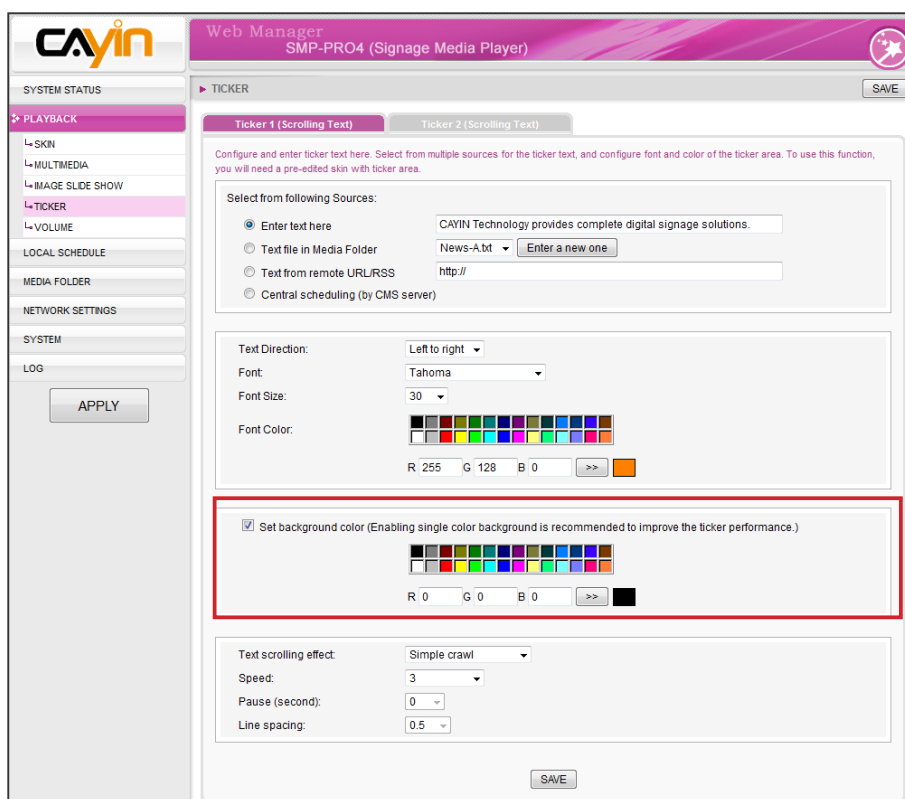 CAYIN
Web Manager
SMP-PRO4 (Signage Media Player)
SYSTEM STATUS
PLAYBACK
SKIN
MULTIMEDIA
IMAGE SLIDE SHOW
TICKER
VOLUME
LOCAL SCHEDULE
MEDIA FOLDER
NETWORK SETTINGS
SYSTEM
LOG
APPLY
TICKER
SAVE
Ticker 1 (Scrolling Text)
Ticker 2 (Scrolling Text)
Configure and enter ticker text here. Select from multiple sources for the ticker text, and configure font and color of the ticker area. To use this function,
you will need a pre-edited skin with ticker area.
Select from following Sources:
Enter text here CAYIN Technology provides complete digital signage solutions.
Text file in Media Folder News-A.txt Enter a new one
Text from remote URL/RSS http://
Central scheduling (by CMS server)
Text Direction: Left to right
Font: Tahoma
Font Size: 30
Font Color:
R 255 G 128 B 0 >>
Set background color (Enabling single color background is recommended to improve the ticker performance.)
R 0 G 0 B 0 >>
Text scrolling effect: Simple crawl
Speed: 3
Pause (second): 0
Line spacing: 0.5
SAVE